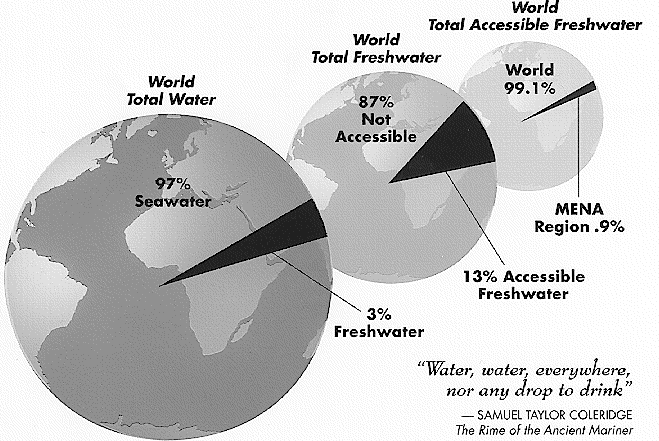 World
Total Water
97%
Seawater
3%
Freshwater
World
Total Freshwater
87%
Not
Accessible
13% Accessible
Freshwater
World
Total Accessible Freshwater
World
99.1%
MENA
Region .9%
“Water, water, everywhere,
nor any drop to drink”
— SAMUEL TAYLOR COLERIDGE
The Rime of the Ancient Mariner